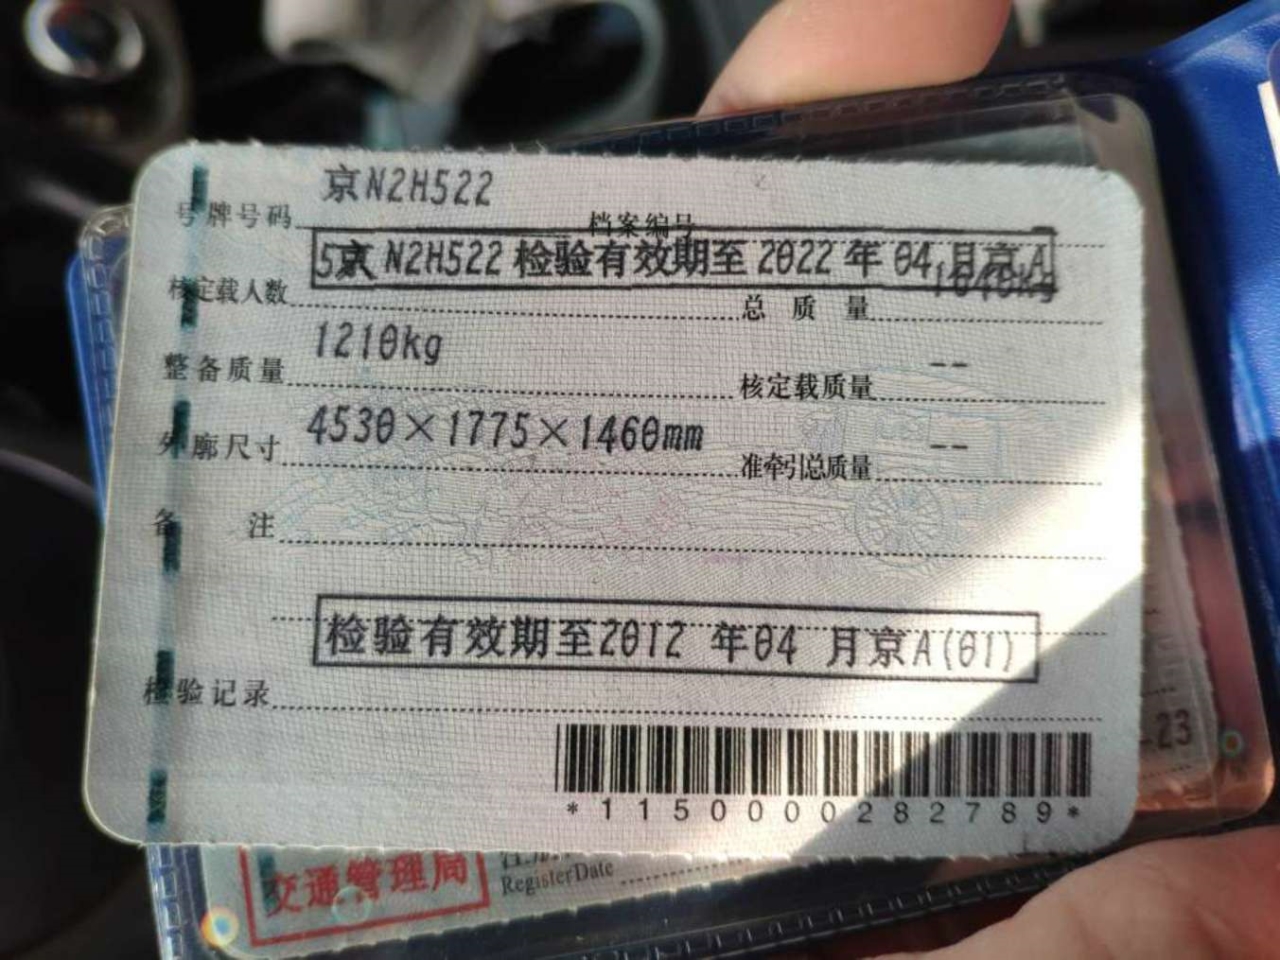 京N2H522
号牌号码 档案编号
5京 N2H522 检验有效期至 2022 年 04 月京A
核定载人数 总质量 1640kg
1210kg
整备质量 核定载质量 --
4530×1775×1460mm
外廓尺寸 准牵引总质量 --
备注
检验有效期至2012 年04 月京A(01)
检验记录
*1150000282789*
23
交通管理局
RegisterDate